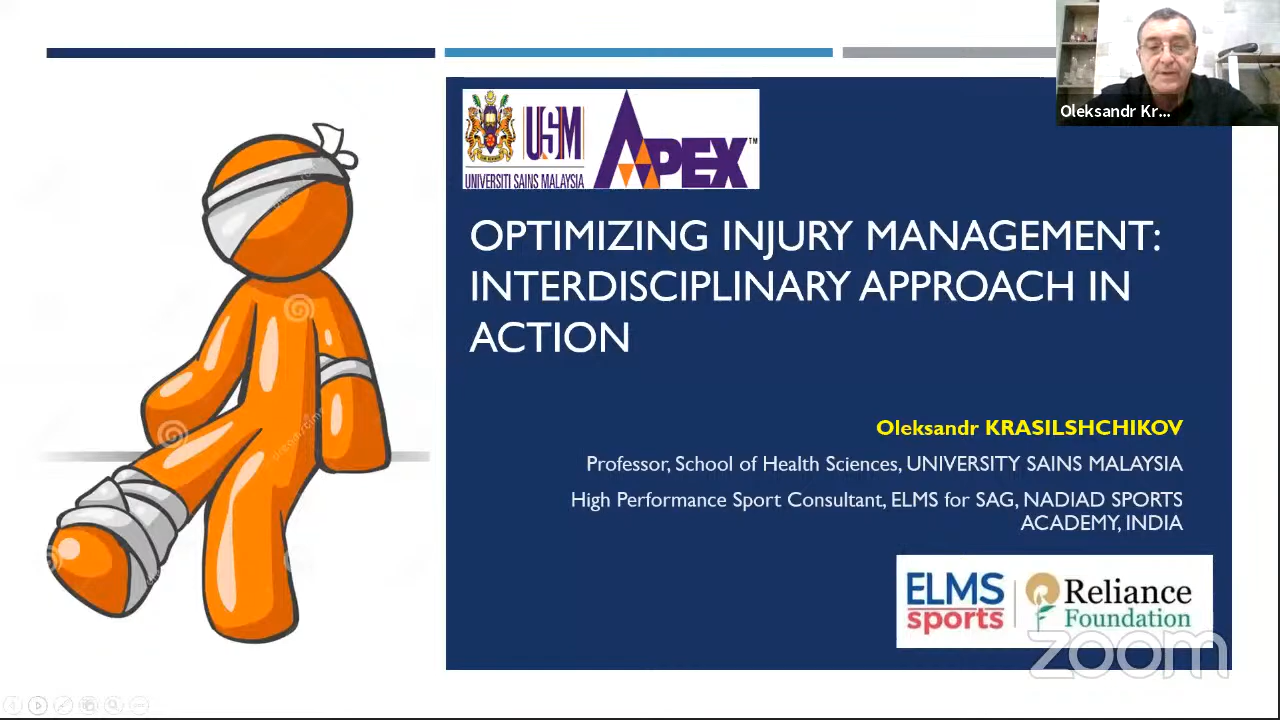 Oleksandr Kr...
USM
APEX™
UNIVERSITI SAINS MALAYSIA
OPTIMIZING INJURY MANAGEMENT:
INTERDISCIPLINARY APPROACH IN
ACTION
Oleksandr KRASILSHCHIKOV
Professor, School of Health Sciences, UNIVERSITY SAINS MALAYSIA
High Performance Sport Consultant, ELMS for SAG, NADIAD SPORTS
ACADEMY, INDIA
ELMS
sports
Reliance
Foundation
zoom